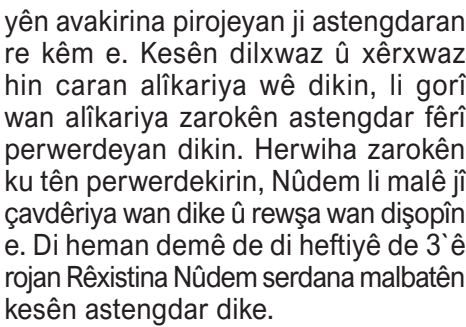 yên avakirina pirojeyan ji astengdaran
re kêm e. Kesên dilxwaz û xêrxwaz
hin caran alîkariya wê dikin, li gorî
wan alîkariya zarokên astengdar fêrî
perwerdeyan dikin. Herwiha zarokên
ku tên perwerdekirin, Nûdem li malê jî
çavdêriya wan dike û rewşa wan dişopîn
e. Di heman demê de di heftiyê de 3`ê
rojan Rêxistina Nûdem serdana malbatên
kesên astengdar dike.